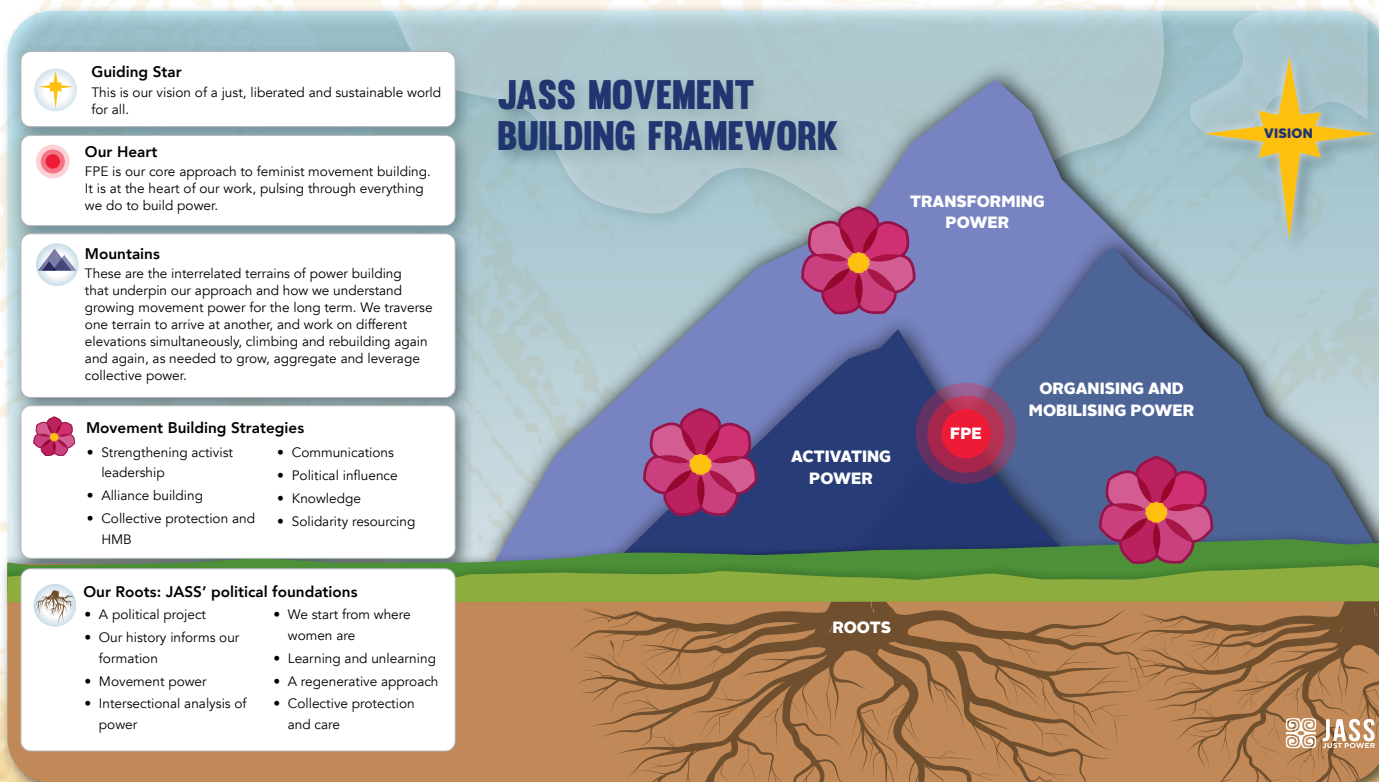 Guiding Star
This is our vision of a just, liberated and sustainable world
for all.
Our Heart
FPE is our core approach to feminist movement building.
It is at the heart of our work, pulsing through everything
we do to build power.
Mountains
These are the interrelated terrains of power building
that underpin our approach and how we understand
growing movement power for the long term. We traverse
one terrain to arrive at another, and work on different
elevations simultaneously, climbing and rebuilding again
and again, as needed to grow, aggregate and leverage
collective power.
Movement Building Strategies
• Strengthening activist
leadership
• Alliance building
• Collective protection and
HMB
• Communications
• Political influence
• Knowledge
• Solidarity resourcing
Our Roots: JASS’ political foundations
• A political project
• Our history informs our
formation
• Movement power
• Intersectional analysis of
power
• We start from where
women are
• Learning and unlearning
• A regenerative approach
• Collective protection
and care
JASS MOVEMENT
BUILDING FRAMEWORK
VISION
TRANSFORMING
POWER
ORGANISING AND
MOBILISING POWER
FPE
ACTIVATING
POWER
ROOTS
JASS
JUST POWER